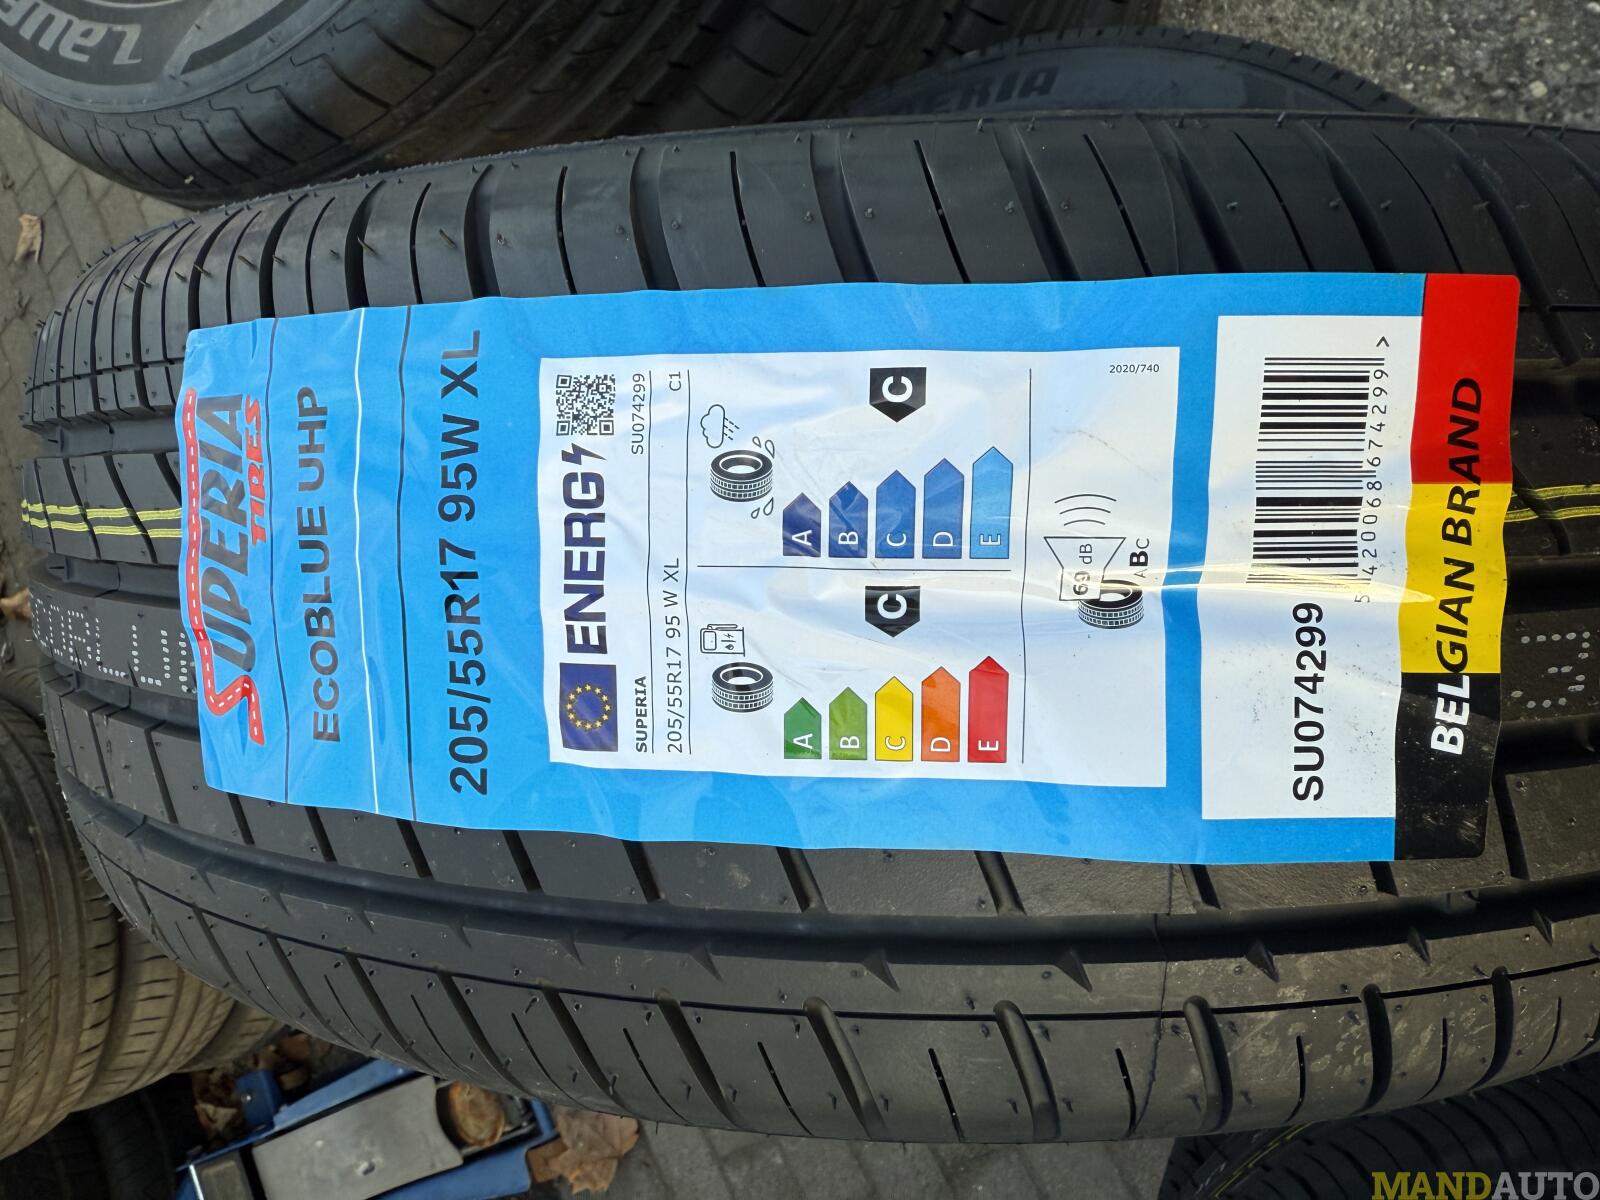 SUPERIA
TIRES
ECOBLUE UHP
205/55R17 95W XL
ENERG
SUPERIA
SU074299
205/55R17 95 W XL
C1
A
B
C
D
E
C
A
B
C
D
E
C
69 dB
ABC
2020/740
5420068674299 >
SU074299
BELGIAN BRAND
MANDAUTO